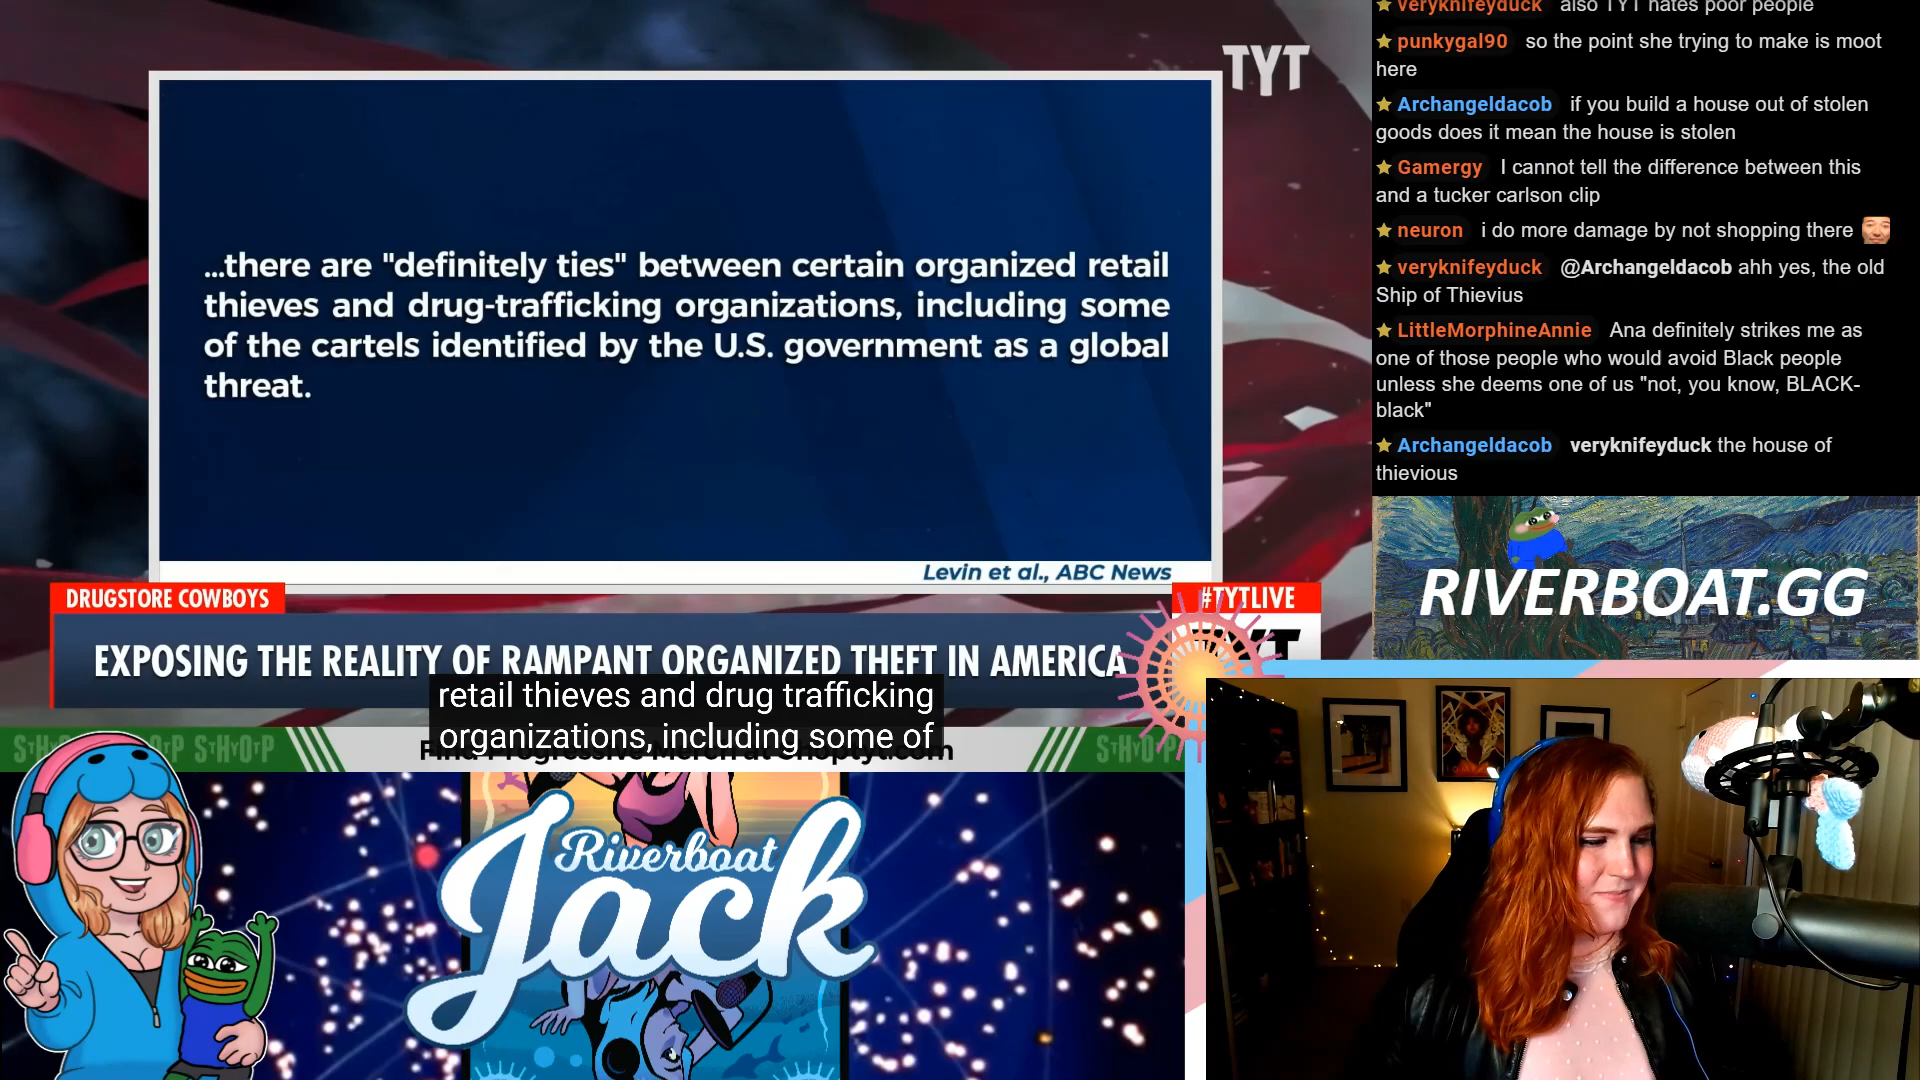 TYT
...there are "definitely ties" between certain organized retail
thieves and drug-trafficking organizations, including some
of the cartels identified by the U.S. government as a global
threat.
Levin et al., ABC News
DRUGSTORE COWBOYS
#TYTLIVE
EXPOSING THE REALITY OF RAMPANT ORGANIZED THEFT IN AMERICA
retail thieves and drug trafficking
organizations, including some of
Riverboat
Jack
veryknifeyduck also TYT hates poor people
punkygal90 so the point she trying to make is moot
here
Archangeldacob if you build a house out of stolen
goods does it mean the house is stolen
Gamergy I cannot tell the difference between this
and a tucker carlson clip
neuron i do more damage by not shopping there
veryknifeyduck @Archangeldacob ahh yes, the old
Ship of Thievius
LittleMorphineAnnie Ana definitely strikes me as
one of those people who would avoid Black people
unless she deems one of us "not, you know, BLACK-
black"
Archangeldacob veryknifeyduck the house of
thievious
RIVERBOAT.GG